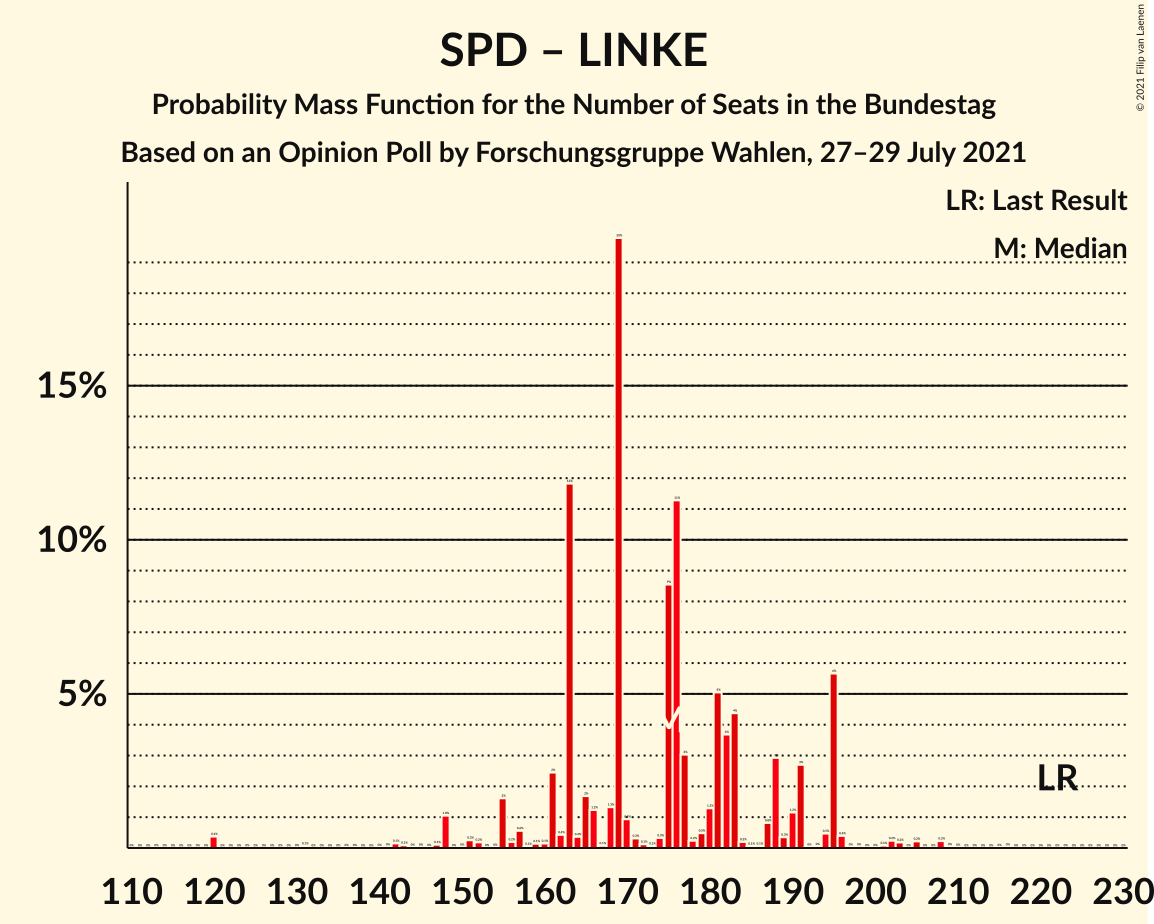 SPD – LINKE
Probability Mass Function for the Number of Seats in the Bundestag
Based on an Opinion Poll by Forschungsgruppe Wahlen, 27–29 July 2021
© 2021 Filip van Laenen
LR: Last Result
M: Median
15%
10%
5%
LR
110 120 130 140 150 160 170 180 190 200 210 220 230